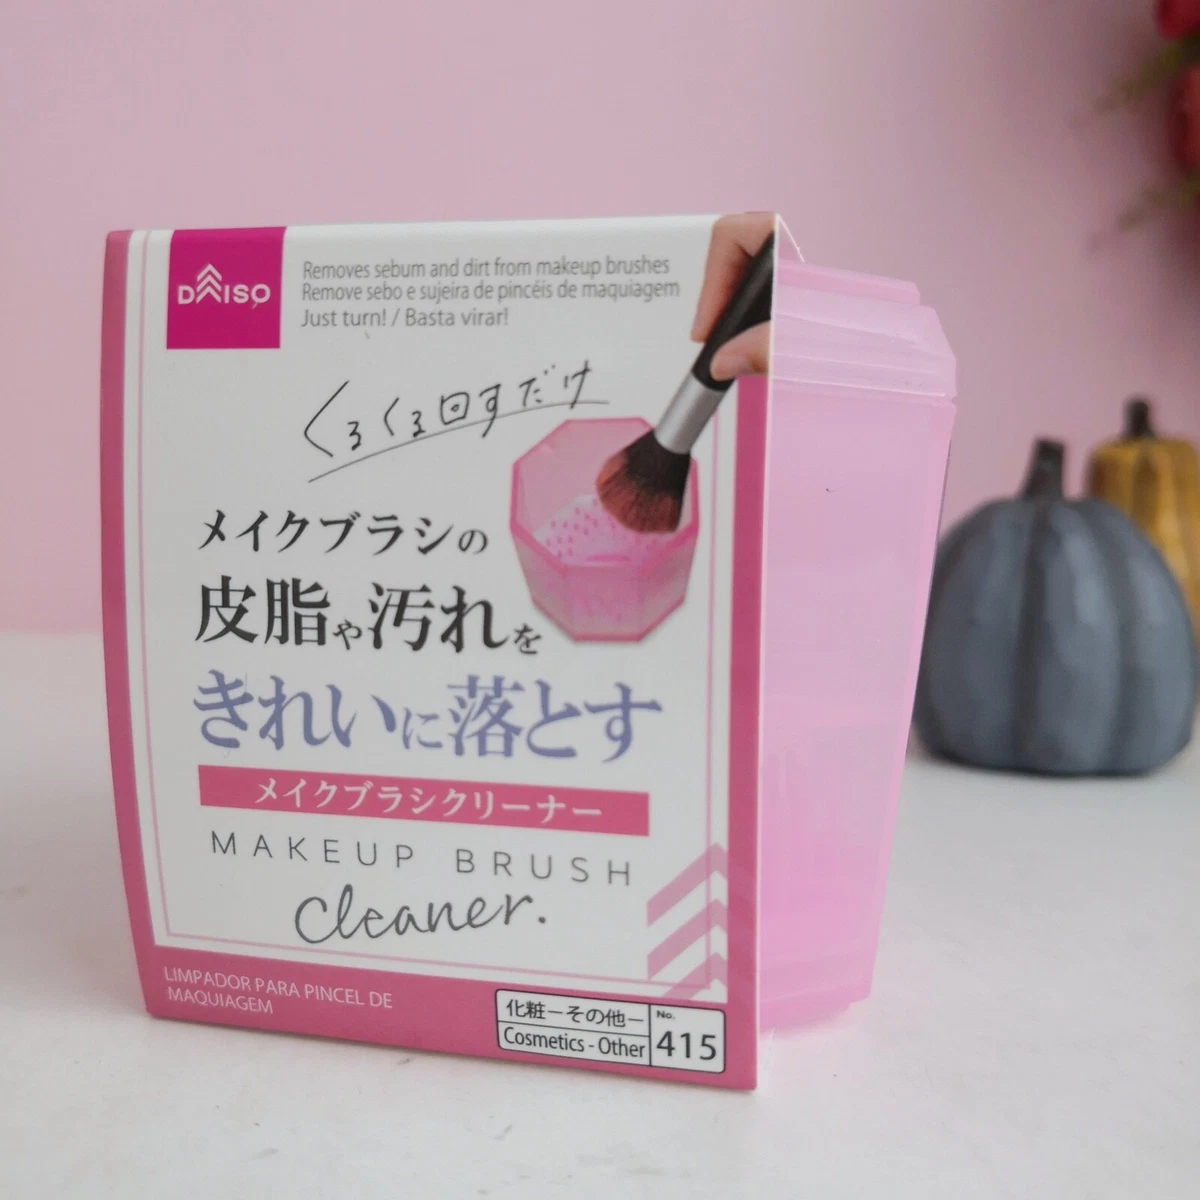 DAISO
Removes sebum and dirt from makeup brushes
Remove sebo e sujeira de pincéis de maquiagem
Just turn! / Basta virar!
くるくる回すだけ
メイクブラシの
皮脂や汚れを
きれいに落とす
メイクブラシクリーナー
MAKEUP BRUSH
cleaner.
LIMPADOR PARA PINCEL DE
MAQUIAGEM
化粧－その他－
Cosmetics - Other
No.
415